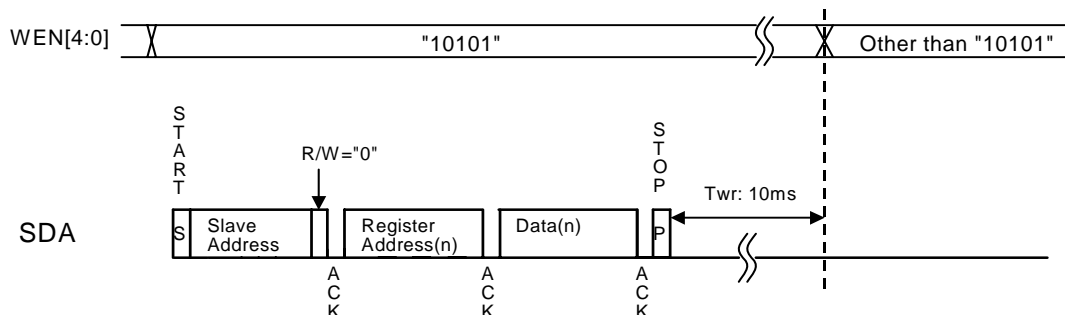 WEN[4:0]
"10101"
Other than "10101"
START
STOP
R/W="0"
Twr: 10ms
SDA
S
Slave
Address
Register
Address(n)
Data(n)
P
ACK
ACK
ACK